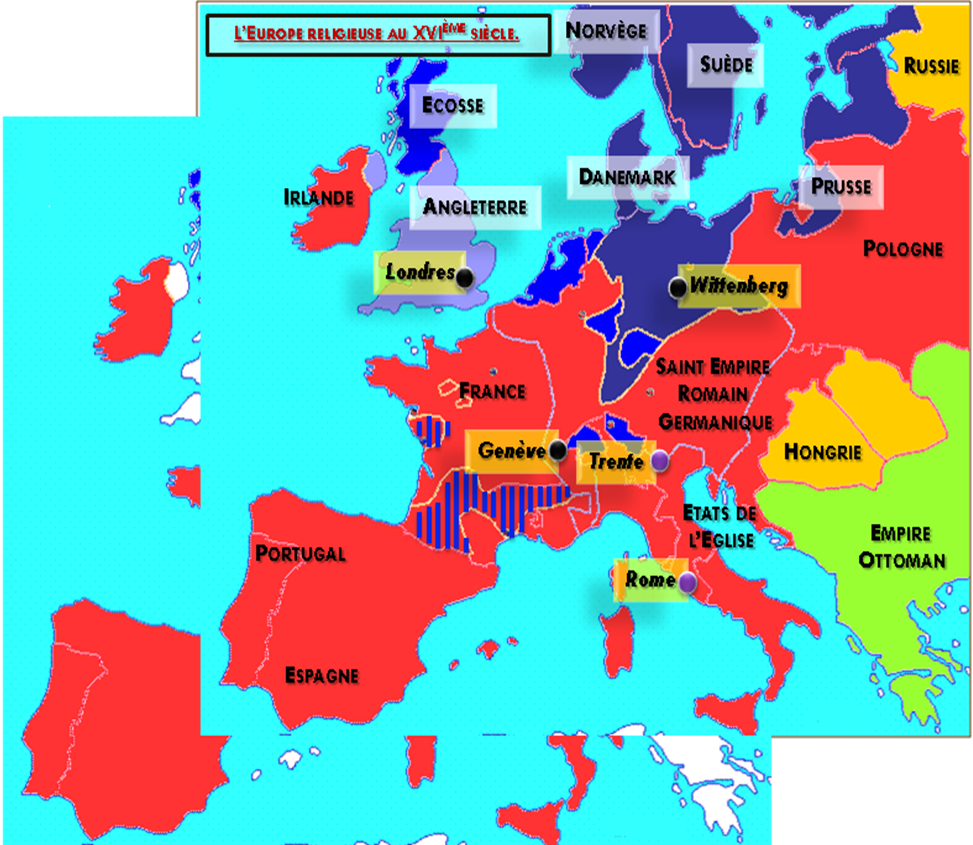 L'EUROPE RELIGIEUSE AU XVIÈME SIÈCLE.
NORVÈGE
SUÈDE
RUSSIE
ECOSSE
DANEMARK
PRUSSE
IRLANDE
ANGLETERRE
POLOGNE
Londres
Wittenberg
SAINT EMPIRE
ROMAIN
GERMANIQUE
FRANCE
Genève
Trente
HONGRIE
ETATS DE
L'EGLISE
EMPIRE
OTTOMAN
PORTUGAL
Rome
ESPAGNE